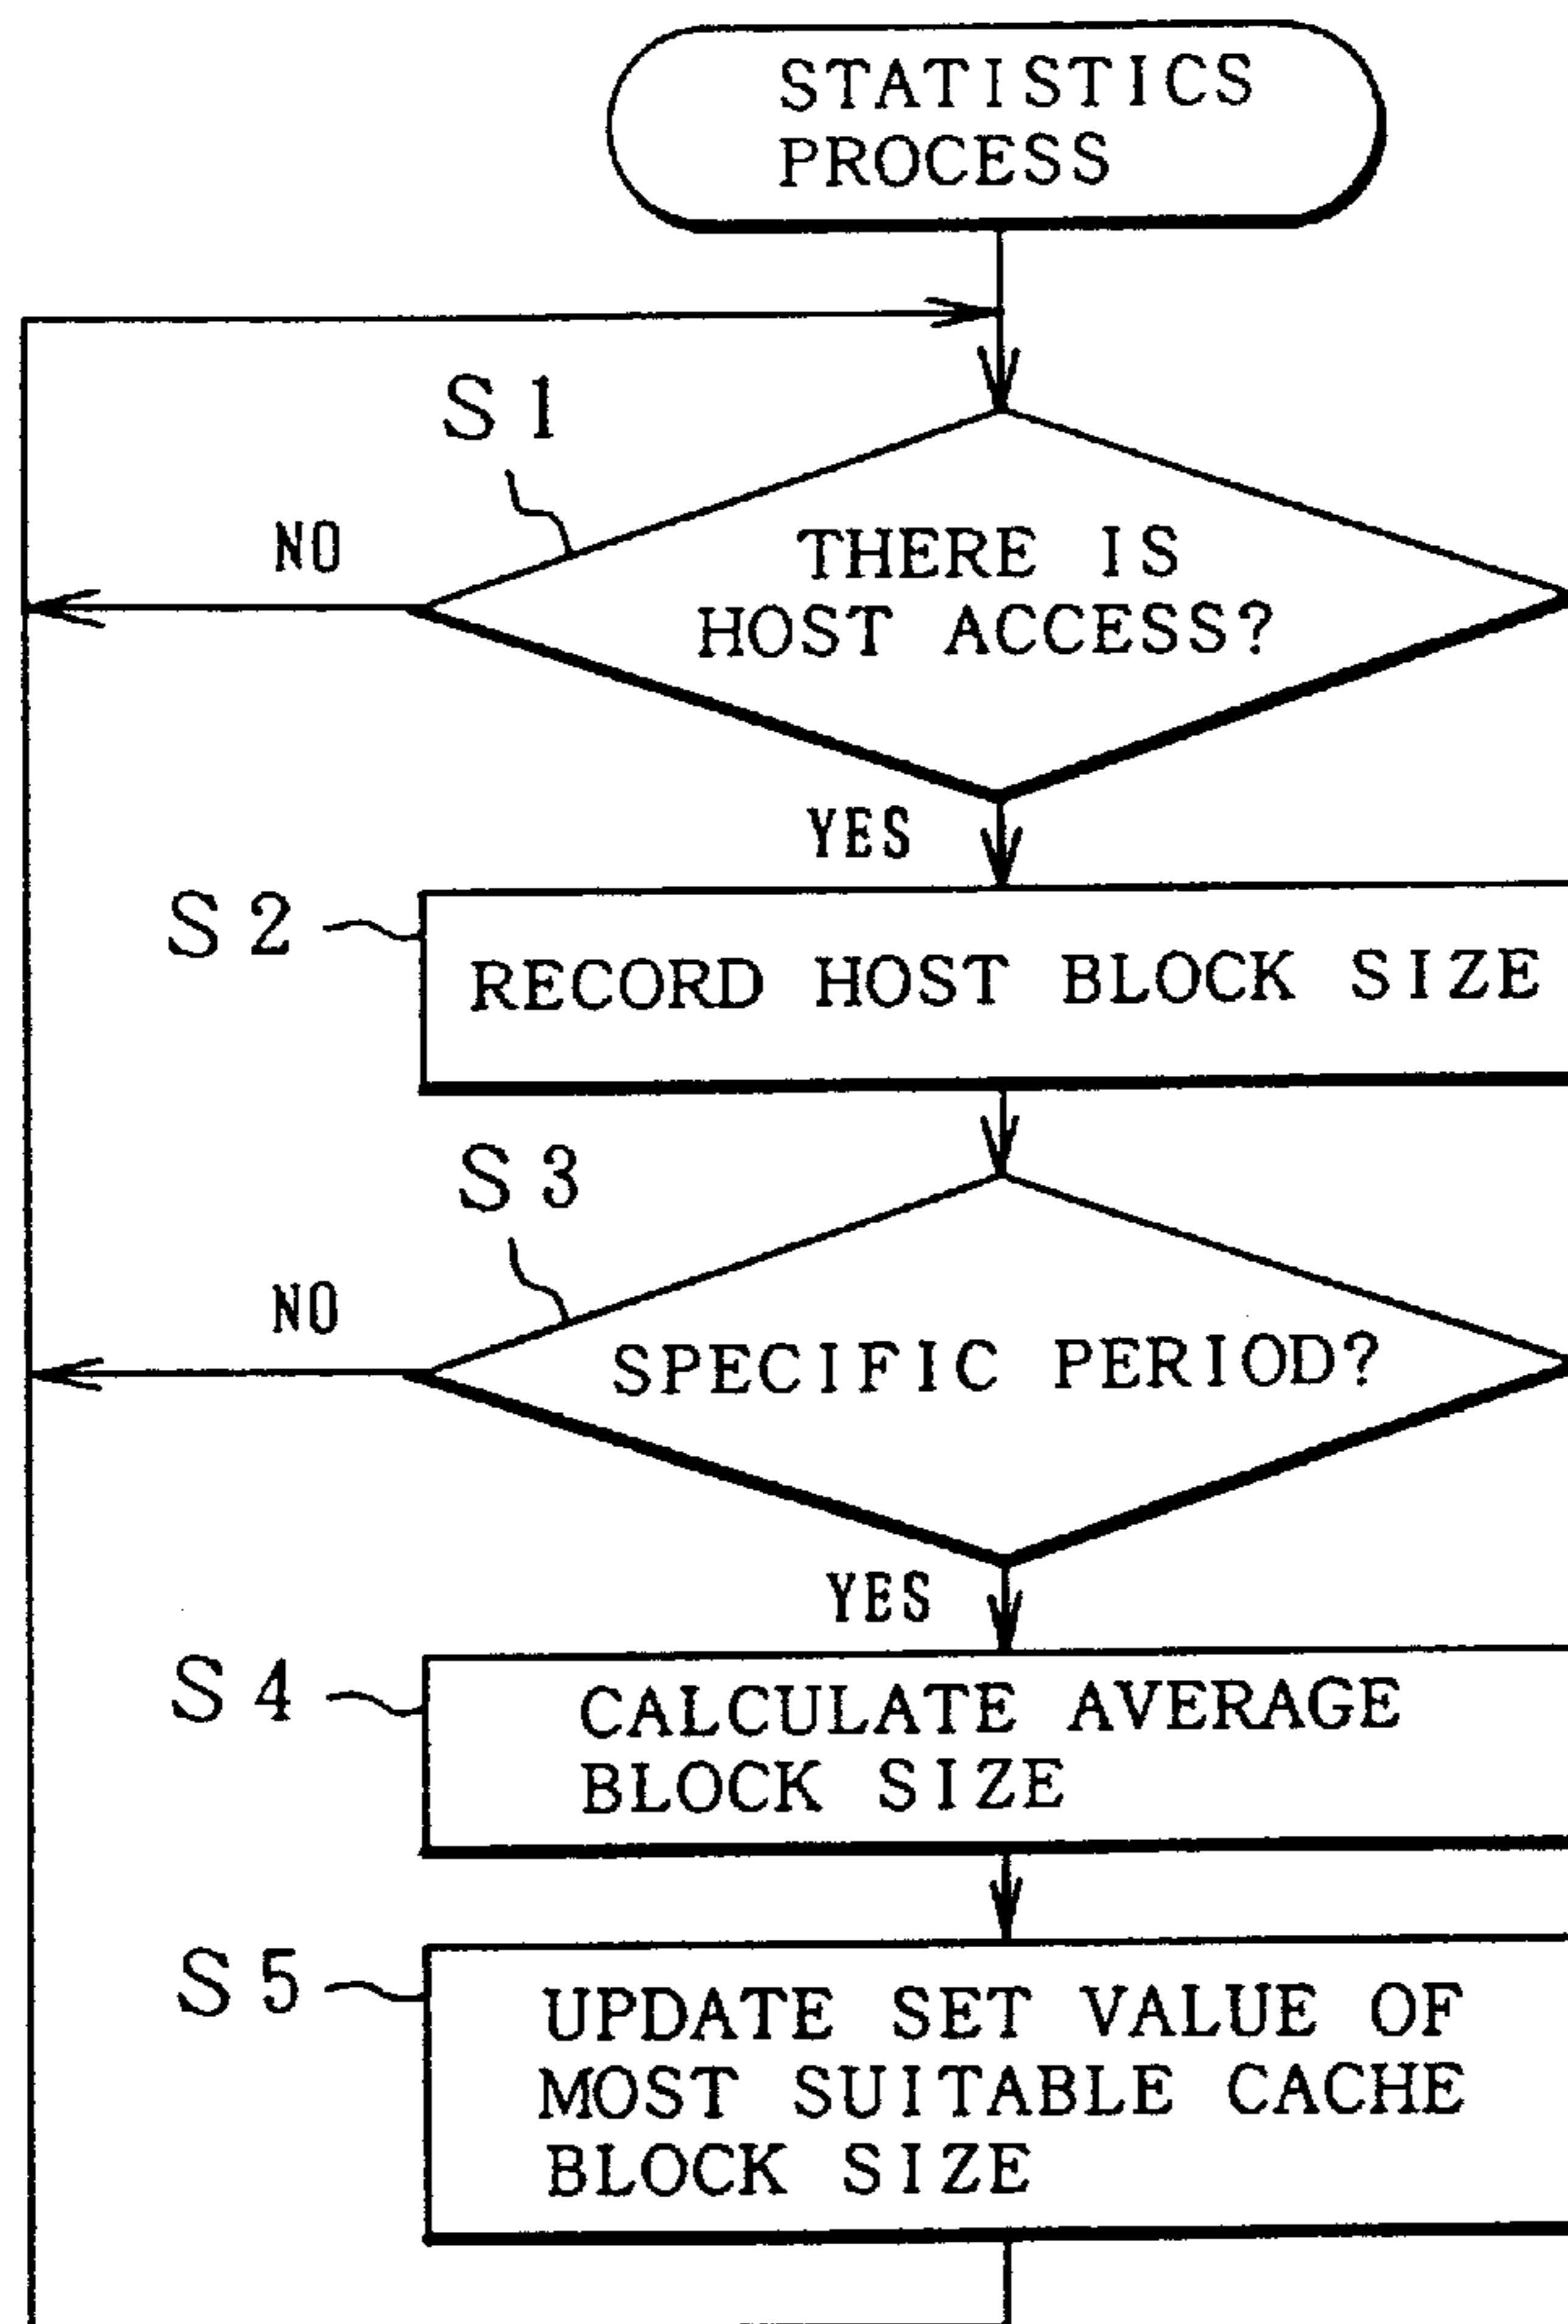 STATISTICS
PROCESS
S1
NO
THERE IS
HOST ACCESS?
YES
S2
RECORD HOST BLOCK SIZE
S3
NO
SPECIFIC PERIOD?
YES
S4
CALCULATE AVERAGE
BLOCK SIZE
S5
UPDATE SET VALUE OF
MOST SUITABLE CACHE
BLOCK SIZE